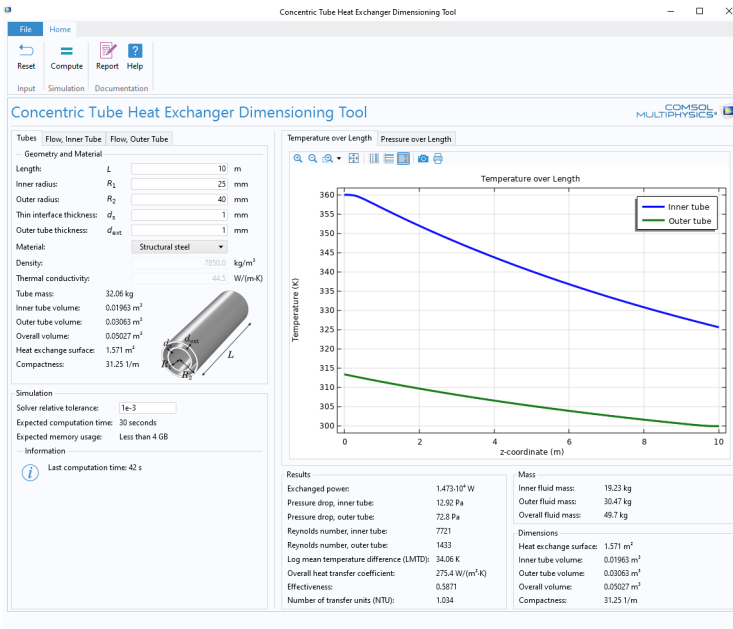 Concentric Tube Heat Exchanger Dimensioning Tool
File Home
Reset Compute Report Help
Input Simulation Documentation
Concentric Tube Heat Exchanger Dimensioning Tool
COMSOL
MULTIPHYSICS®
Tubes Flow, Inner Tube Flow, Outer Tube
Geometry and Material
Length: L 10 m
Inner radius: R₁ 25 mm
Outer radius: R₂ 40 mm
Thin interface thickness: dₛ 1 mm
Outer tube thickness: d_ext 1 mm
Material: Structural steel
Density: 7850.0 kg/m³
Thermal conductivity: 44.5 W/(m·K)
Tube mass: 32.06 kg
Inner tube volume: 0.01963 m³
Outer tube volume: 0.03063 m³
Overall volume: 0.05027 m³
Heat exchange surface: 1.571 m²
Compactness: 31.25 1/m
d_ext
L
R₂
Simulation
Solver relative tolerance: 1e-3
Expected computation time: 30 seconds
Expected memory usage: Less than 4 GB
Information
i Last computation time: 42 s
Temperature over Length Pressure over Length
Temperature over Length
Inner tube
Outer tube
Temperature (K)
360
355
350
345
340
335
330
325
320
315
310
305
300
0 2 4 6 8 10
z-coordinate (m)
Results
Exchanged power: 1.473·10⁴ W
Pressure drop, inner tube: 12.92 Pa
Pressure drop, outer tube: 72.8 Pa
Reynolds number, inner tube: 7721
Reynolds number, outer tube: 1433
Log mean temperature difference (LMTD): 34.06 K
Overall heat transfer coefficient: 275.4 W/(m²·K)
Effectiveness: 0.5871
Number of transfer units (NTU): 1.034
Mass
Inner fluid mass: 19.23 kg
Outer fluid mass: 30.47 kg
Overall fluid mass: 49.7 kg
Dimensions
Heat exchange surface: 1.571 m²
Inner tube volume: 0.01963 m³
Outer tube volume: 0.03063 m³
Overall volume: 0.05027 m³
Compactness: 31.25 1/m